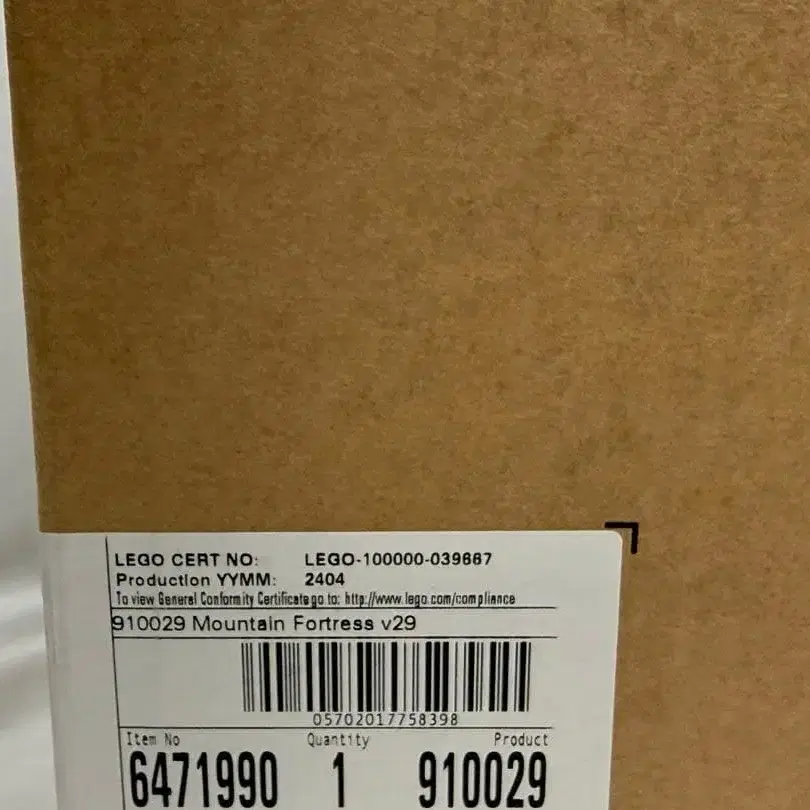 LEGO CERT NO: LEGO-100000-039667
Production YYMM: 2404
To view General Conformity Certificate go to: http://www.lego.com/compliance
910029 Mountain Fortress v29
05702017758398
Item No Quantity Product
6471990 1 910029